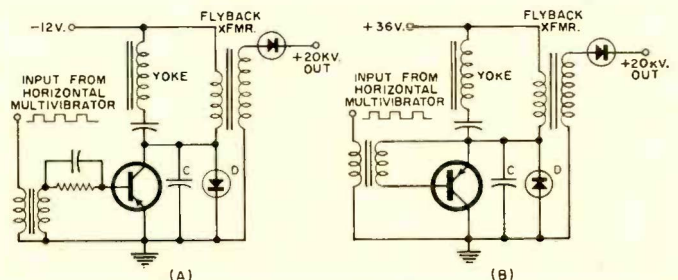 -12V.
FLYBACK
XFMR.
+20KV.
OUT
YOKE
INPUT FROM
HORIZONTAL
MULTIVIBRATOR
C
D
(A)
+36V.
FLYBACK
XFMR.
+20KV.
OUT
YOKE
INPUT FROM
HORIZONTAL
MULTIVIBRATOR
C
D
(B)